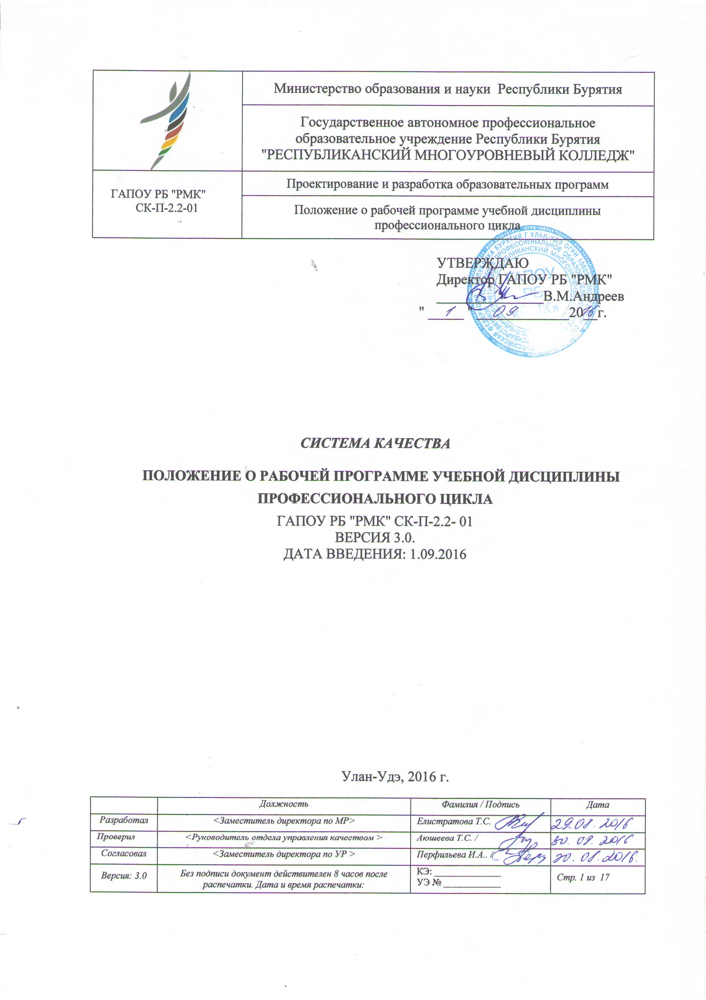 Министерство образования и науки Республики Бурятия
Государственное автономное профессиональное
образовательное учреждение Республики Бурятия
"РЕСПУБЛИКАНСКИЙ МНОГОУРОВНЕВЫЙ КОЛЛЕДЖ"
ГАПОУ РБ "РМК"
СК-П-2.2-01
Проектирование и разработка образовательных программ
Положение о рабочей программе учебной дисциплины
профессионального цикла
УТВЕРЖДАЮ
Директор ГАПОУ РБ "РМК"
_______________В.М.Андреев
" 1 " 09 2016 г.
ГАПОУ
РБ
СИСТЕМА КАЧЕСТВА
ПОЛОЖЕНИЕ О РАБОЧЕЙ ПРОГРАММЕ УЧЕБНОЙ ДИСЦИПЛИНЫ
ПРОФЕССИОНАЛЬНОГО ЦИКЛА
ГАПОУ РБ "РМК" СК-П-2.2- 01
ВЕРСИЯ 3.0.
ДАТА ВВЕДЕНИЯ: 1.09.2016
Улан-Удэ, 2016 г.
Должность Фамилия / Подпись Дата
Разработал <Заместитель директора по МР> Елистратова Т.С. 29.08.2016
Проверил <Руководитель отдела управления качеством > Аюшеева Т.С. / 30.08.2016
Согласовал <Заместитель директора по УР > Перфильева И.А.. / 30.08.2016.
Версия: 3.0 Без подписи документ действителен 8 часов после
распечатки. Дата и время распечатки:
КЭ: ______________
УЭ № ____________
Стр. 1 из 17